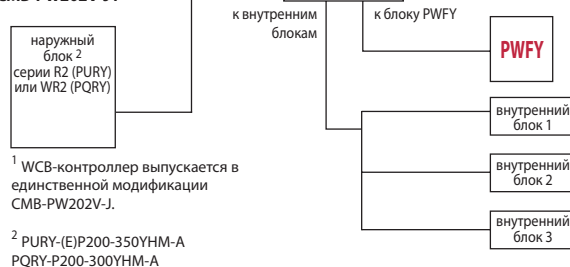 к внутренним
блокам
к блоку PWFY
наружный
блок 2
серии R2 (PURY)
или WR2 (PQRY)
PWFY
внутренний
блок 1
внутренний
блок 2
внутренний
блок 3
1 WCB-контроллер выпускается в
единственной модификации
CMB-PW202V-J.
2 PURY-(E)P200-350YHM-A
PQRY-P200-300YHM-A